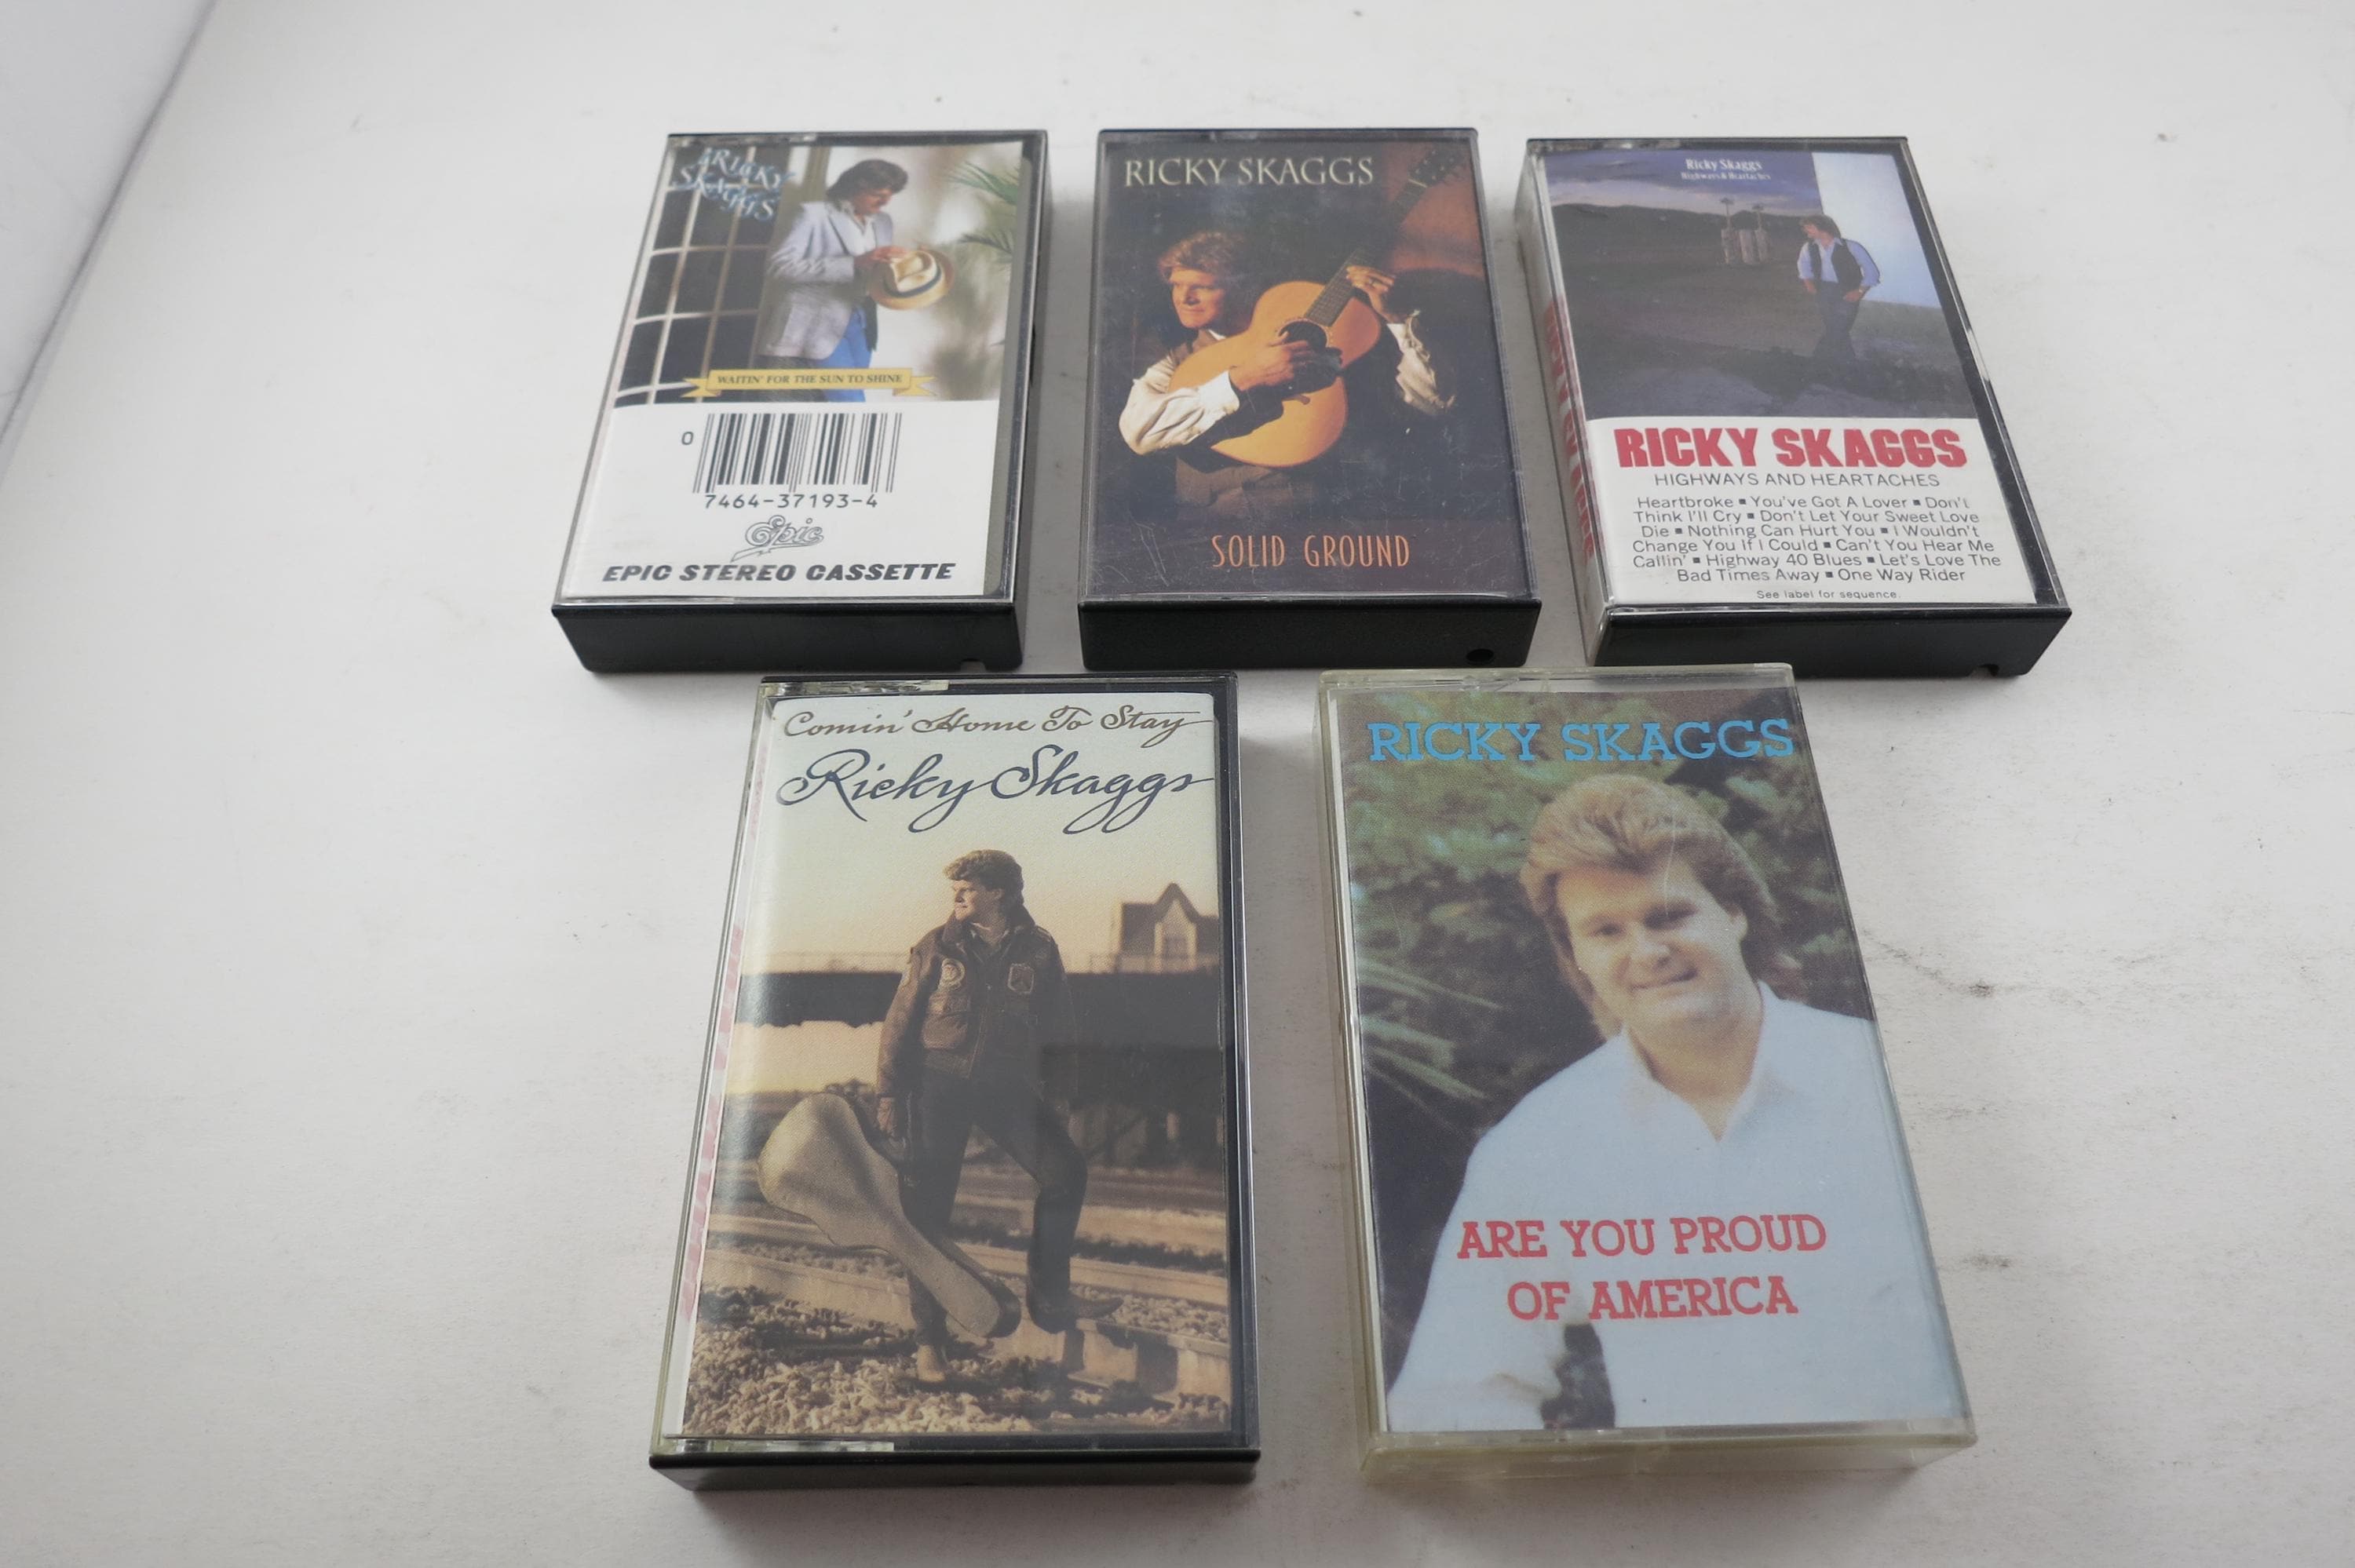 RICKY
SKAGGS
WAITIN' FOR THE SUN TO SHINE
0
7464-37193-4
Epic
EPIC STEREO CASSETTE
RICKY SKAGGS
SOLID GROUND
Ricky Skaggs
Highways & Heartaches
RICKY SKAGGS
HIGHWAYS AND HEARTACHES
Heartbroke ▪ You've Got A Lover ▪ Don't
Think I'll Cry ▪ Don't Let Your Sweet Love
Die ▪ Nothing Can Hurt You ▪ I Wouldn't
Change You If I Could ▪ Can't You Hear Me
Callin' ▪ Highway 40 Blues ▪ Let's Love The
Bad Times Away ▪ One Way Rider
See label for sequence.
Comin' Home To Stay
Ricky Skaggs
RICKY SKAGGS
ARE YOU PROUD
OF AMERICA